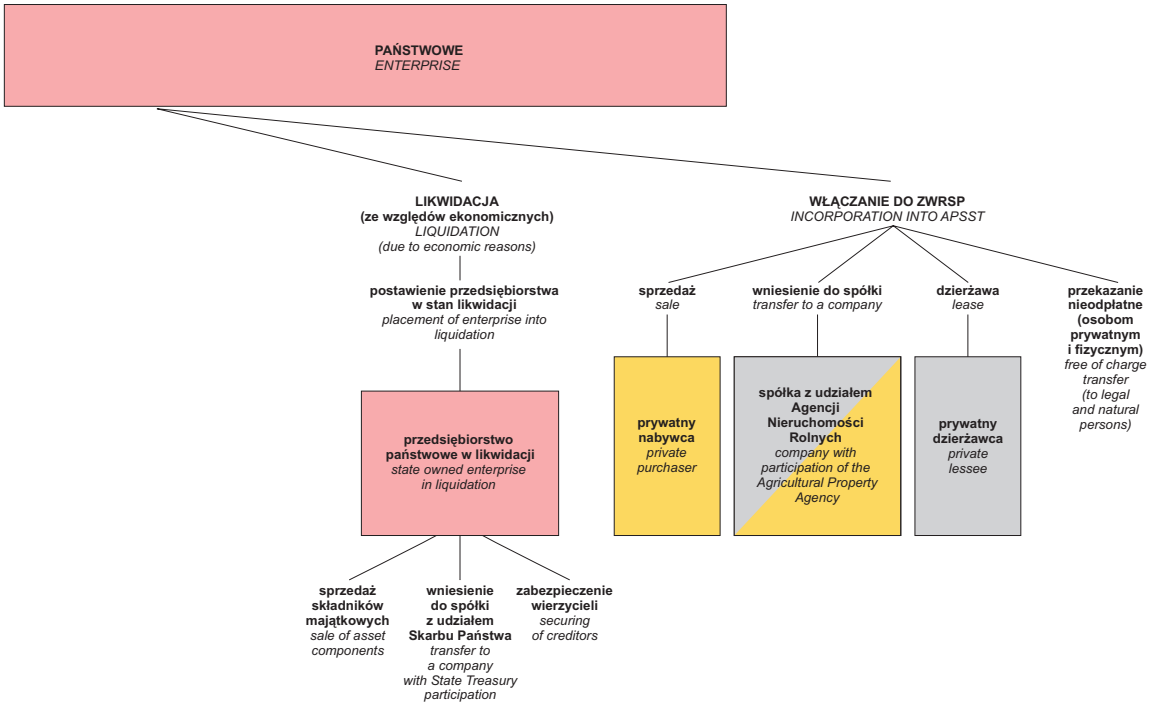 PAŃSTWOWE
ENTERPRISE
LIKWIDACJA
(ze względów ekonomicznych)
LIQUIDATION
(due to economic reasons)
WŁĄCZANIE DO ZWRSP
INCORPORATION INTO APSST
postawienie przedsiębiorstwa
w stan likwidacji
placement of enterprise into
liquidation
sprzedaż
sale
wniesienie do spółki
transfer to a company
dzierżawa
lease
przekazanie
nieodpłatne
(osobom
prywatnym
i fizycznym)
free of charge
transfer
(to legal
and natural
persons)
przedsiębiorstwo
państwowe w likwidacji
state owned enterprise
in liquidation
prywatny
nabywca
private
purchaser
spółka z udziałem
Agencji
Nieruchomości
Rolnych
company with
participation of the
Agricultural Property
Agency
prywatny
dzierżawca
private
lessee
sprzedaż
składników
majątkowych
sale of asset
components
wniesienie
do spółki
z udziałem
Skarbu Państwa
transfer to
a company
with State Treasury
participation
zabezpieczenie
wierzycieli
securing
of creditors